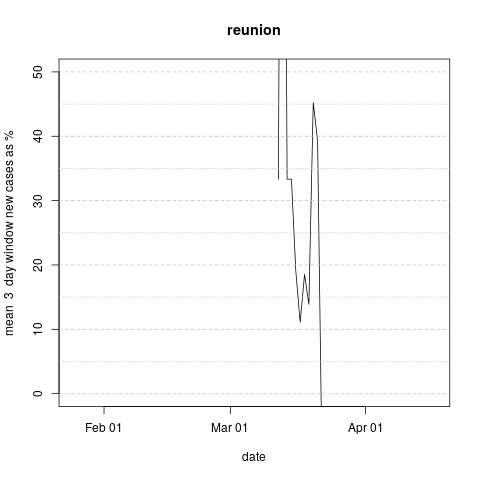 reunion
mean 3 day window new cases as %
50
40
30
20
10
0
Feb 01
Mar 01
Apr 01
date